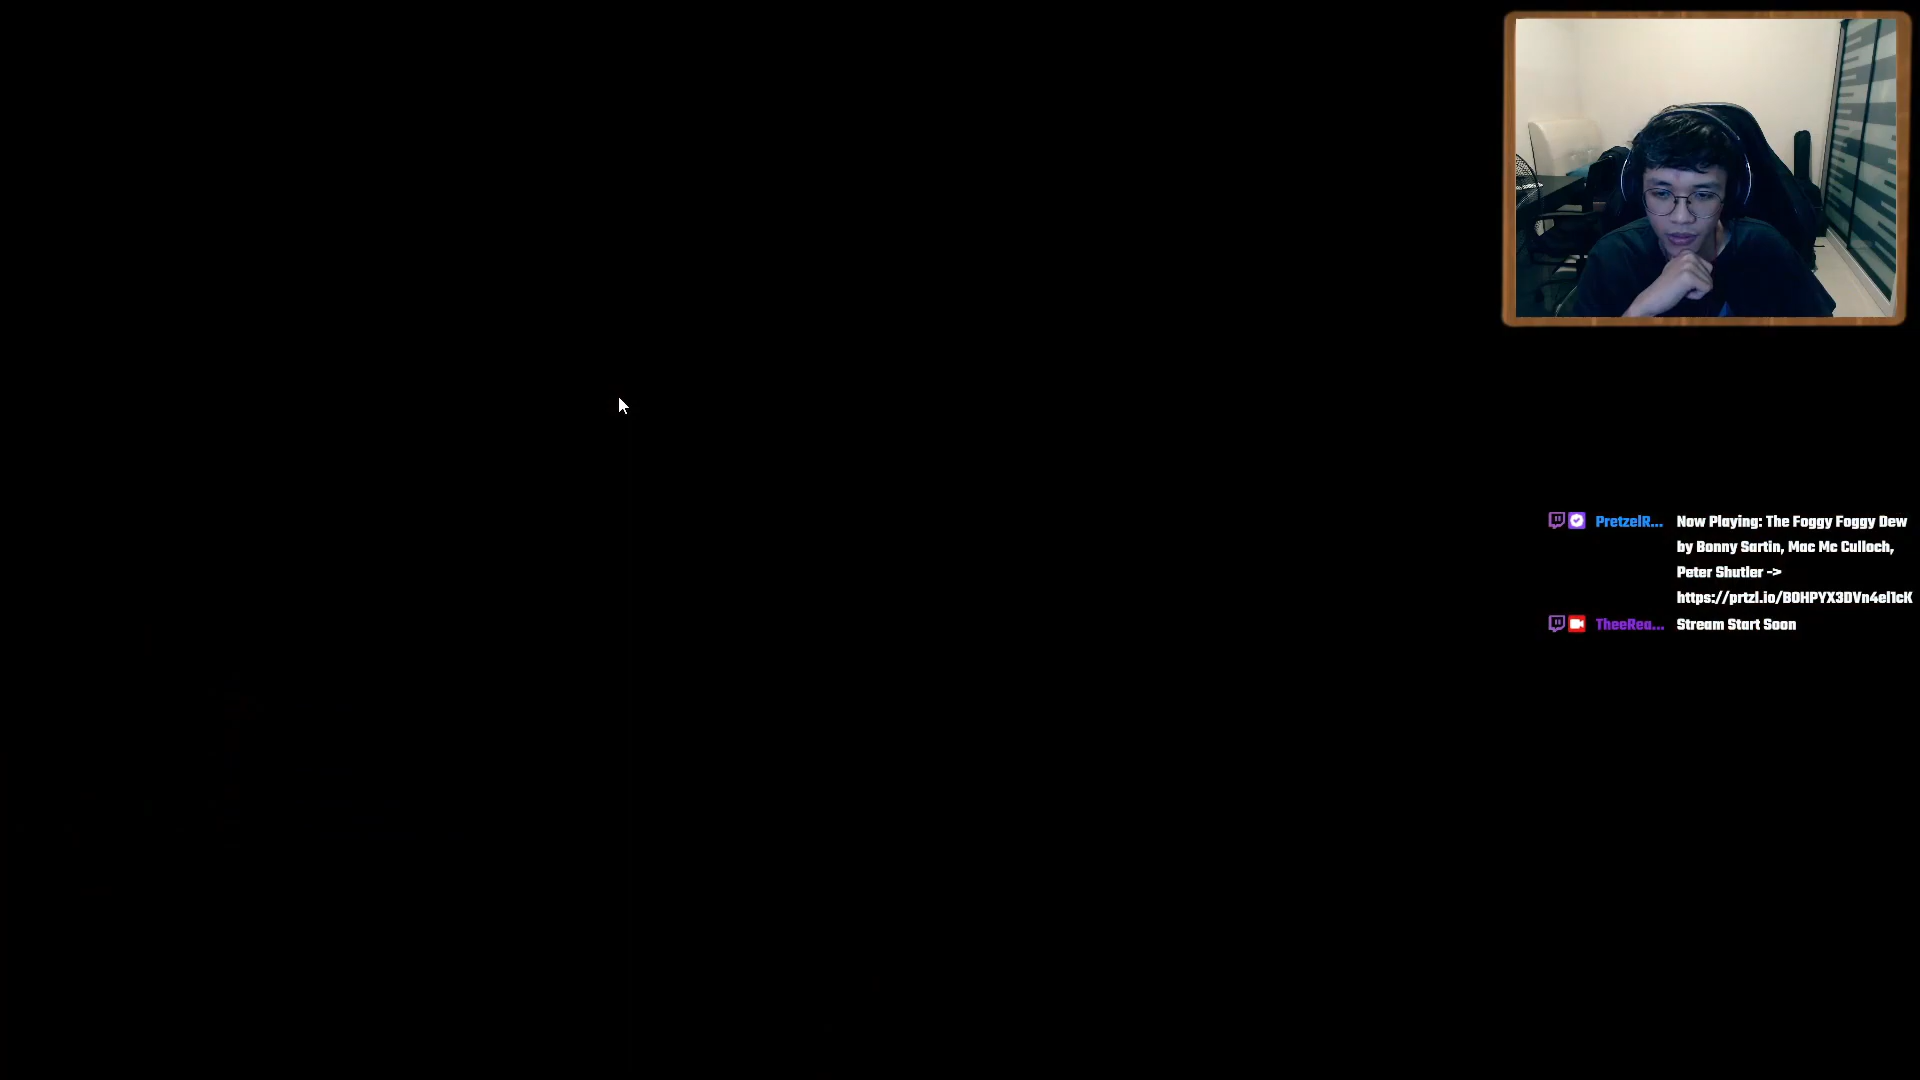 PretzelR... Now Playing: The Foggy Foggy Dew
by Bonny Sartin, Mac Mc Culloch,
Peter Shutler ->
https://prtzl.io/BOHPYX3DVn4el1cK
TheeRea... Stream Start Soon